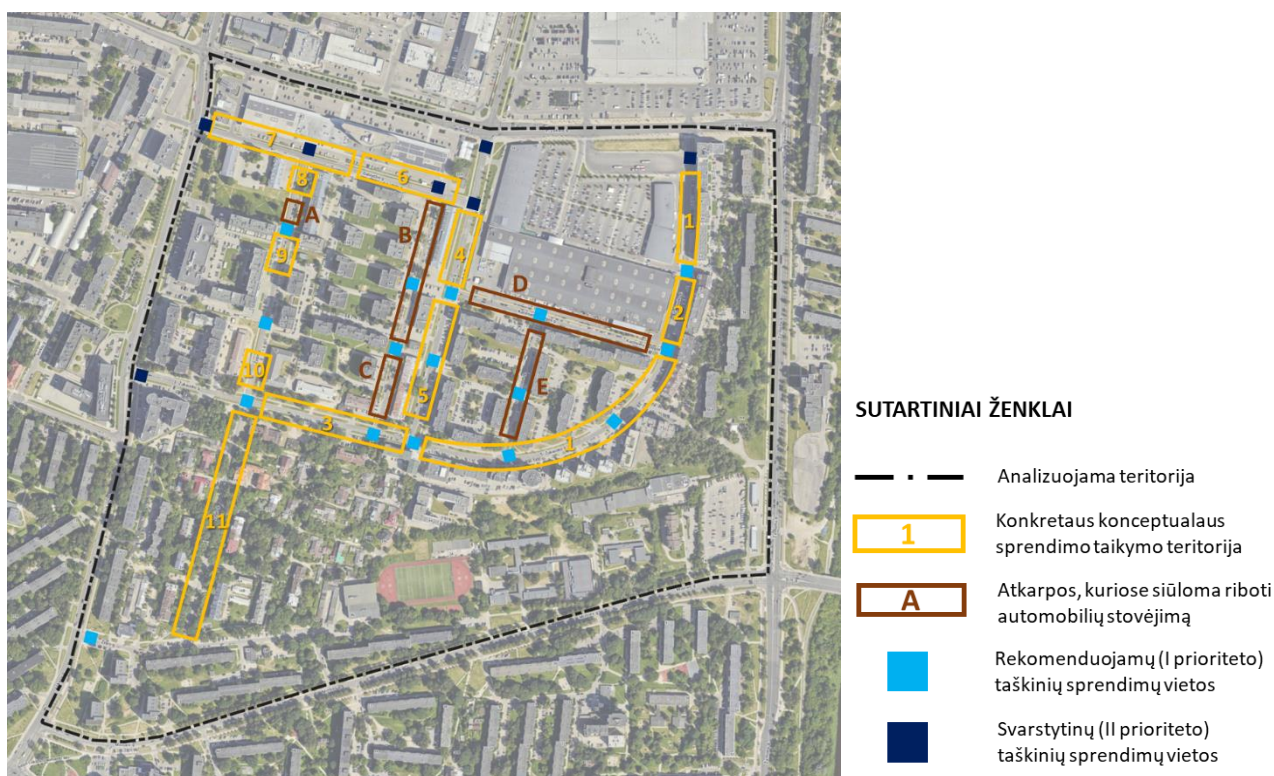 7
6
8
A
B
9
4
1
D
2
10
C
5
E
3
1
11
SUTARTINIAI ŽENKLAI
Analizuojama teritorija
1
Konkretaus konceptualaus
sprendimo taikymo teritorija
A
Atkarpos, kuriose siūloma riboti
automobilių stovėjimą
Rekomenduojamų (I prioriteto)
taškinių sprendimų vietos
Svarstytinų (II prioriteto)
taškinių sprendimų vietos